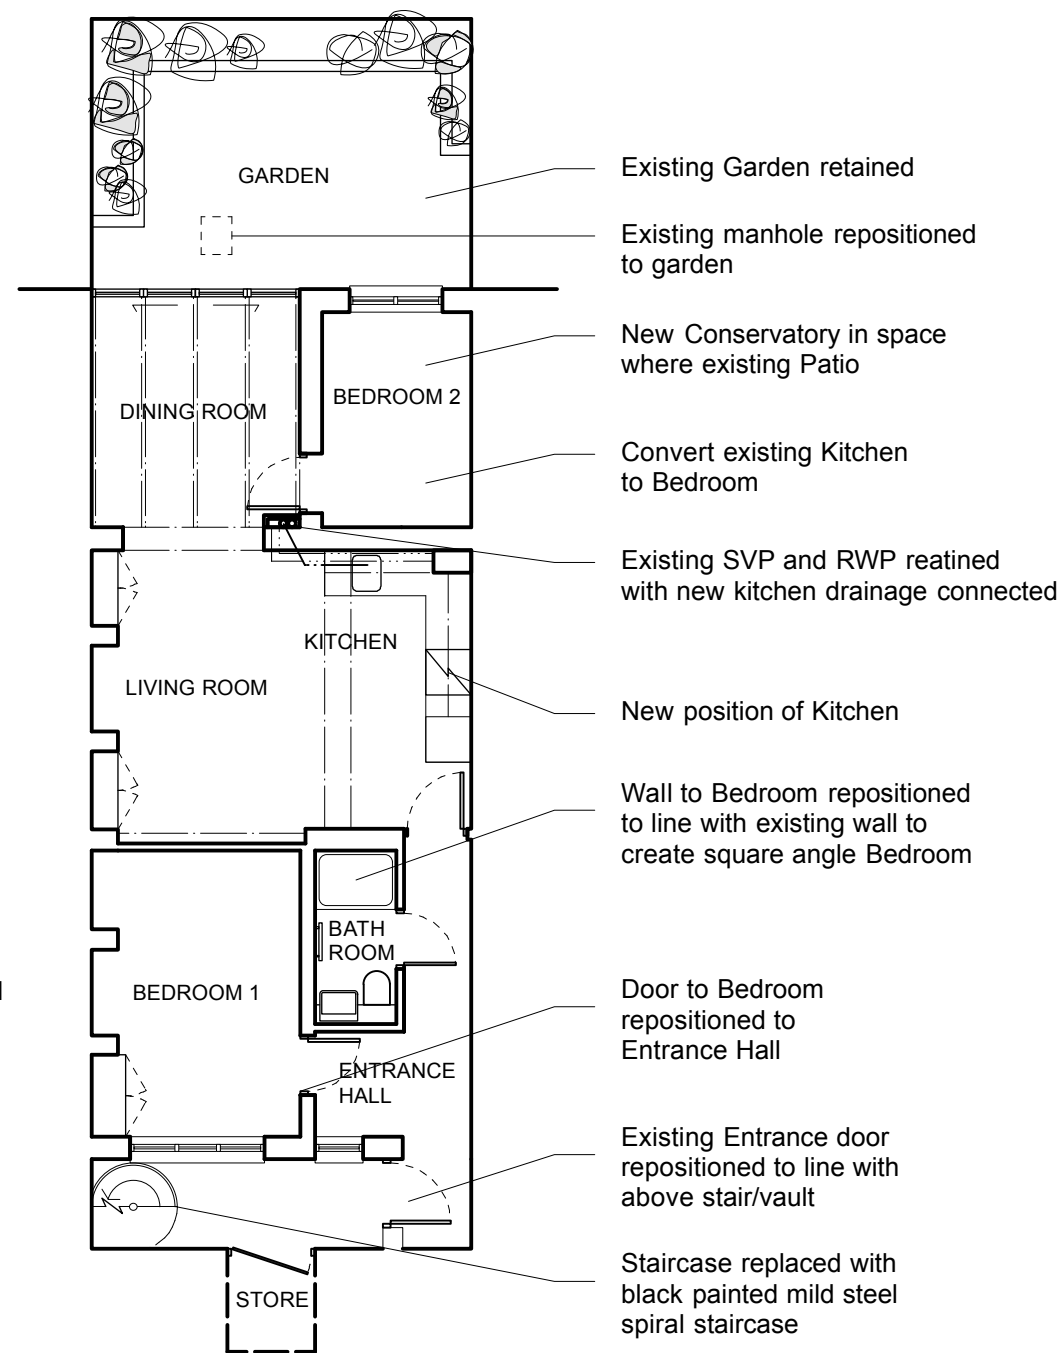 GARDEN
Existing Garden retained
Existing manhole repositioned
to garden
New Conservatory in space
where existing Patio
DINING ROOM
BEDROOM 2
Convert existing Kitchen
to Bedroom
Existing SVP and RWP reatined
with new kitchen drainage connected
KITCHEN
LIVING ROOM
New position of Kitchen
Wall to Bedroom repositioned
to line with existing wall to
create square angle Bedroom
BATH
ROOM
BEDROOM 1
Door to Bedroom
repositioned to
Entrance Hall
ENTRANCE
HALL
Existing Entrance door
repositioned to line with
above stair/vault
STORE
Staircase replaced with
black painted mild steel
spiral staircase